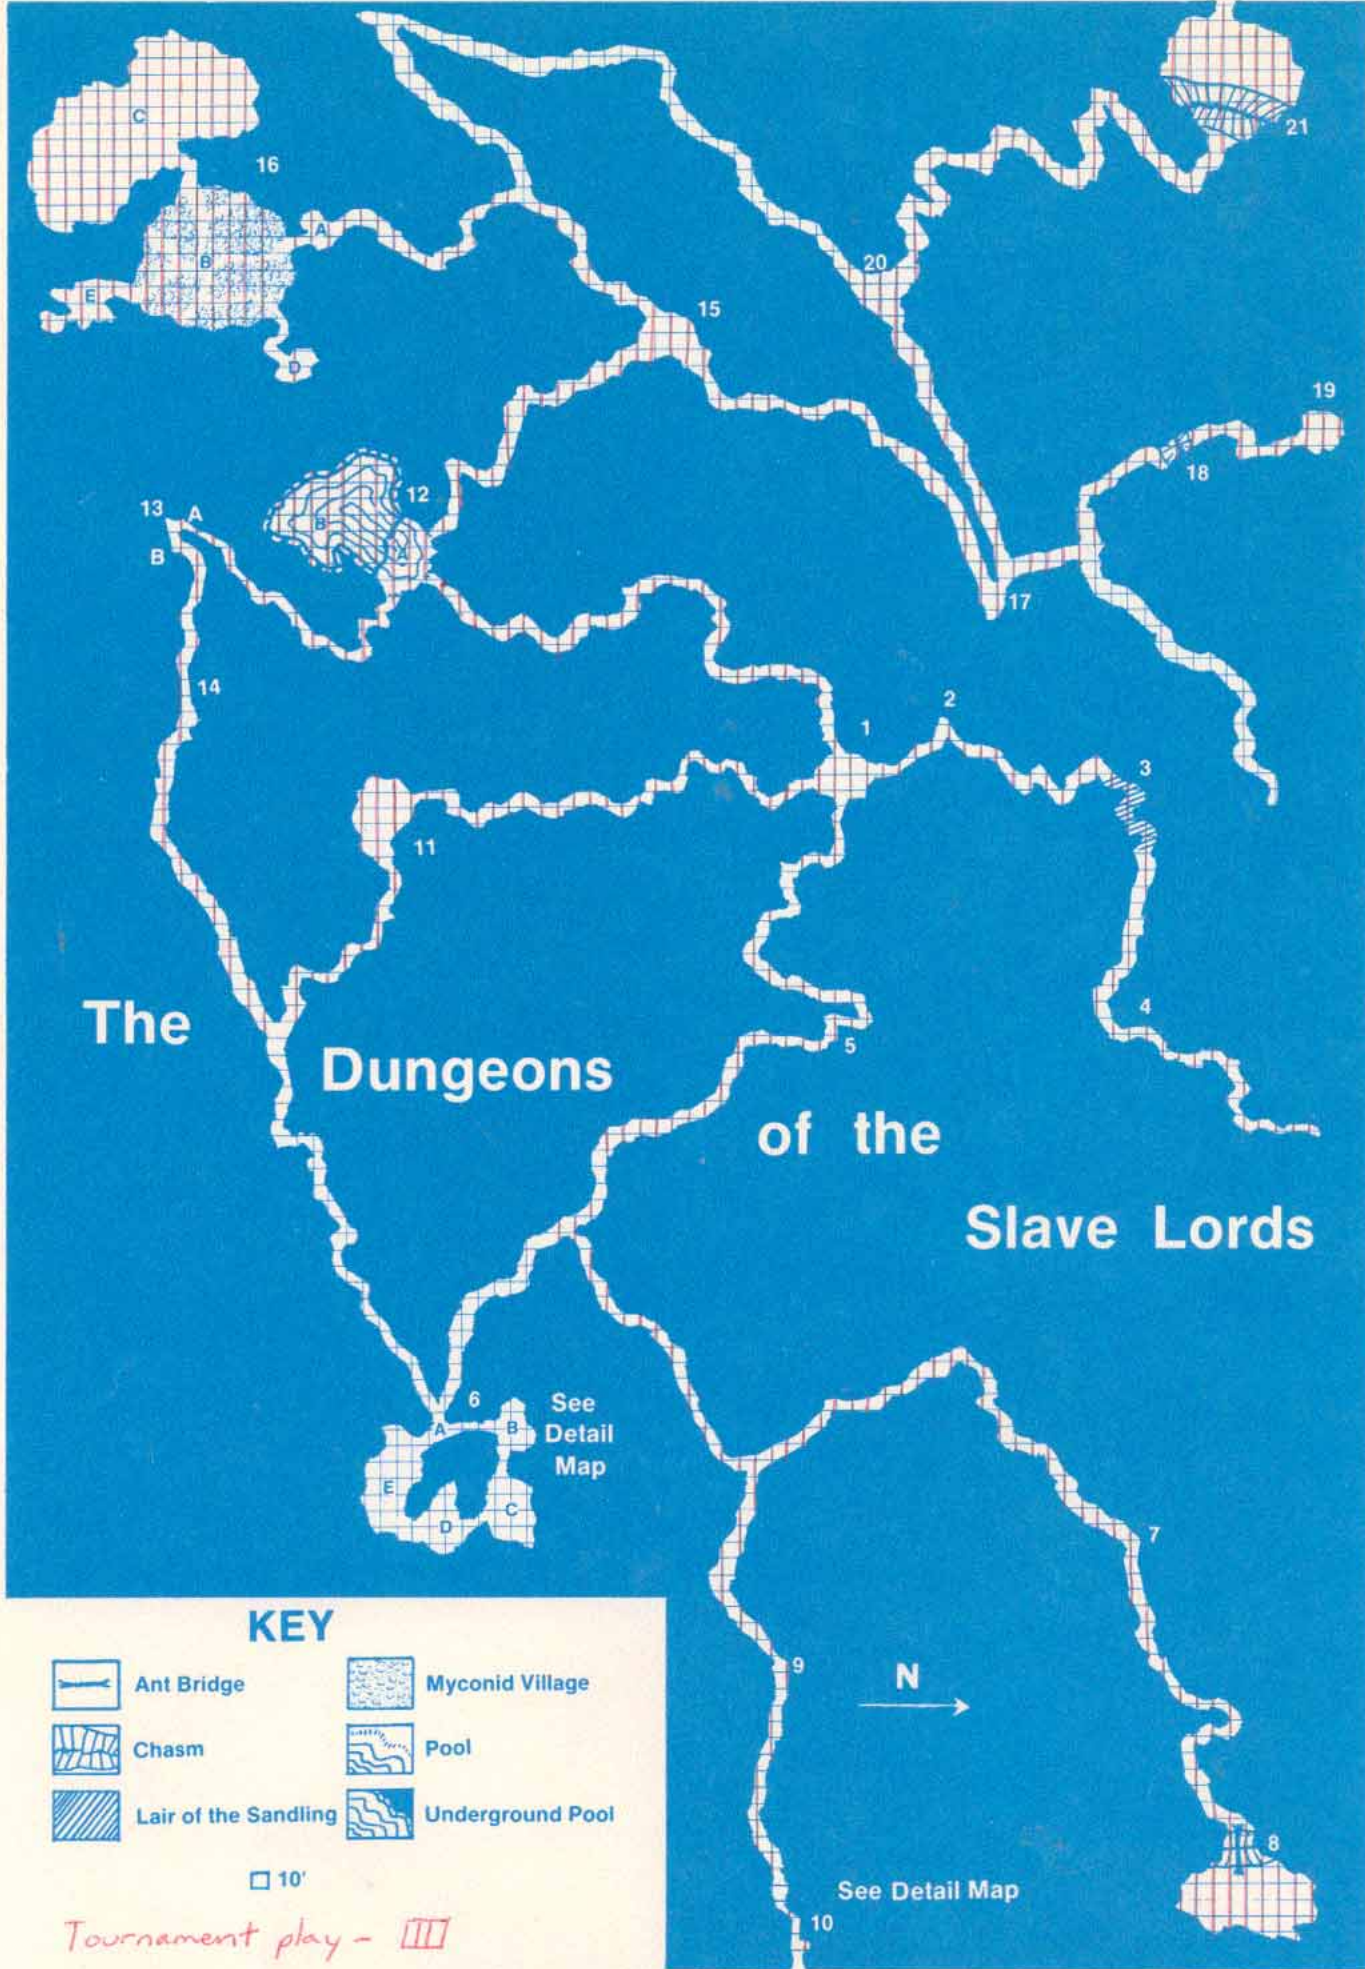 C
16
21
A
B
20
E
15
D
19
18
12
13 A
B
A
B
17
14
2
1
3
11
The
4
5
Dungeons
of the
Slave Lords
6
See
Detail
Map
A
B
E
C
D
7
KEY
Ant Bridge
Myconid Village
Chasm
Pool
Lair of the Sandling
Underground Pool
10'
Tournament play - III
9
N
8
See Detail Map
10